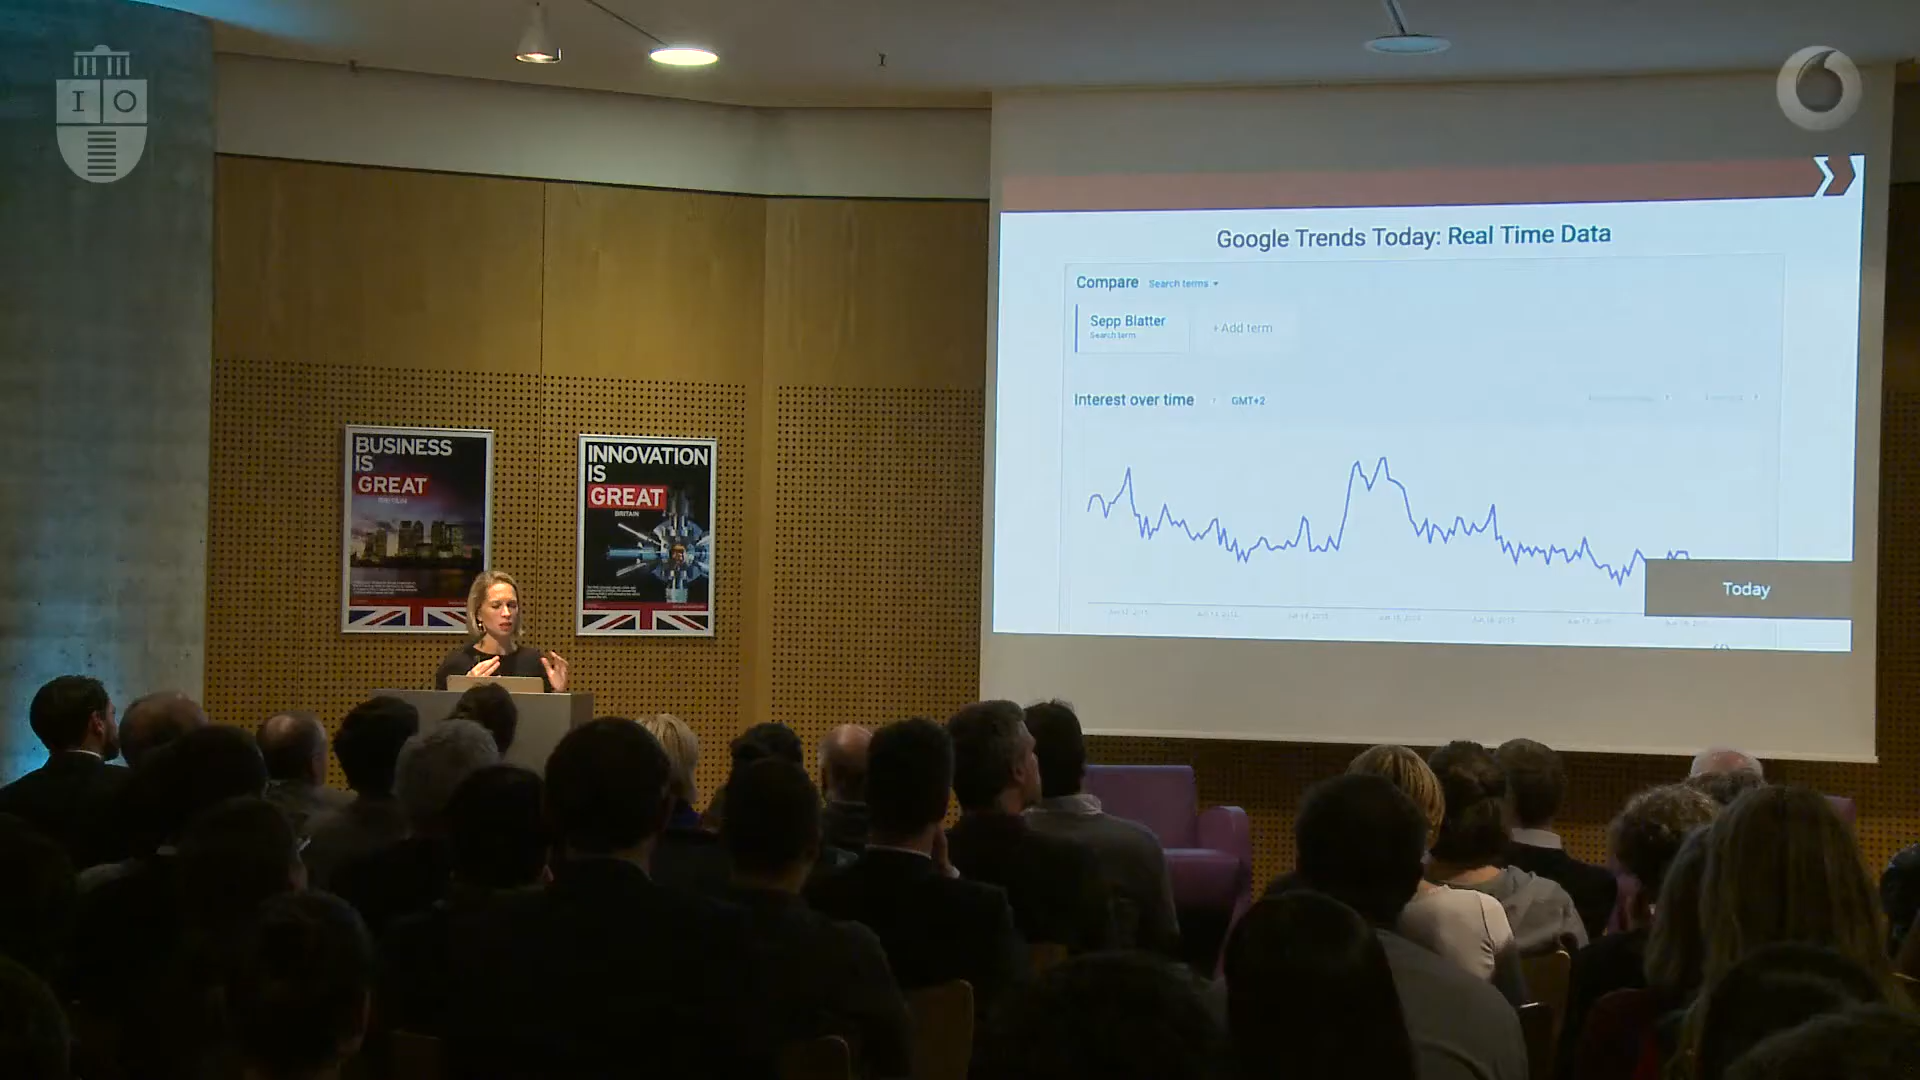 I O
Google Trends Today: Real Time Data
Compare Search terms
Sepp Blatter
Search term
+ Add term
Interest over time GMT+2
Today
BUSINESS
IS
GREAT
BRITAIN
INNOVATION
IS
GREAT
BRITAIN